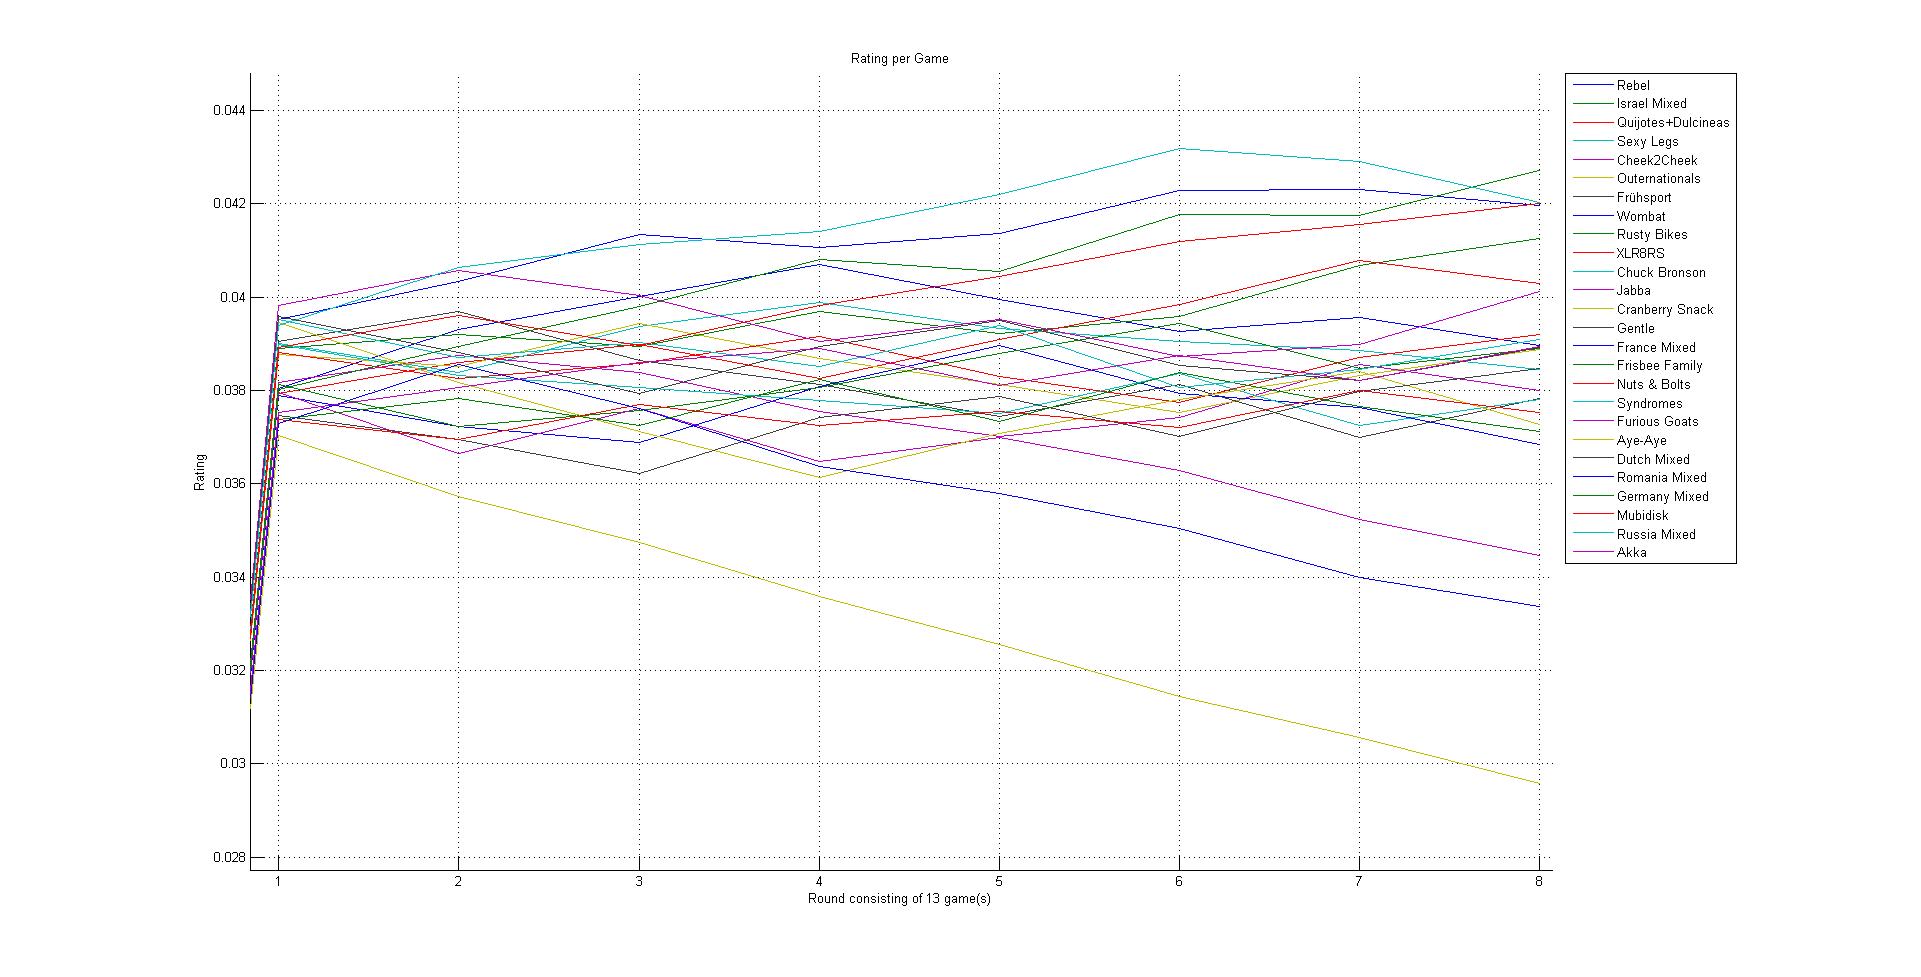 Rating per Game
0.044
0.042
0.04
0.038
0.036
0.034
0.032
0.03
0.028
Rating
1 2 3 4 5 6 7 8
Round consisting of 13 game(s)
Rebel
Israel Mixed
Quijotes+Dulcineas
Sexy Legs
Cheek2Cheek
Outernationals
Frühsport
Wombat
Rusty Bikes
XLR8RS
Chuck Bronson
Jabba
Cranberry Snack
Gentle
France Mixed
Frisbee Family
Nuts & Bolts
Syndromes
Furious Goats
Aye-Aye
Dutch Mixed
Romania Mixed
Germany Mixed
Mubidisk
Russia Mixed
Akka